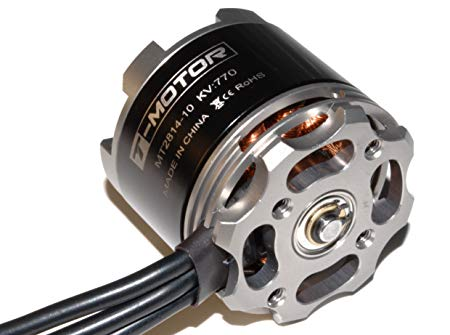 T-MOTOR
MT2814-10 KV:770
MADE IN CHINA CE RoHS